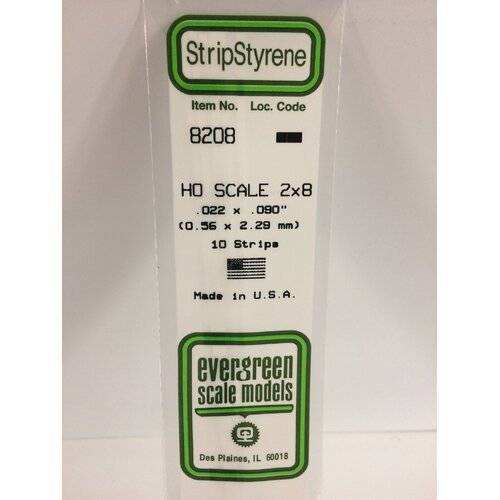 StripStyrene
Item No. Loc. Code
8208
HO SCALE 2x8
.022 x .090"
(0.56 x 2.29 mm)
10 Strips
Made in U.S.A.
evergreen
scale models
Des Plaines, IL 60018